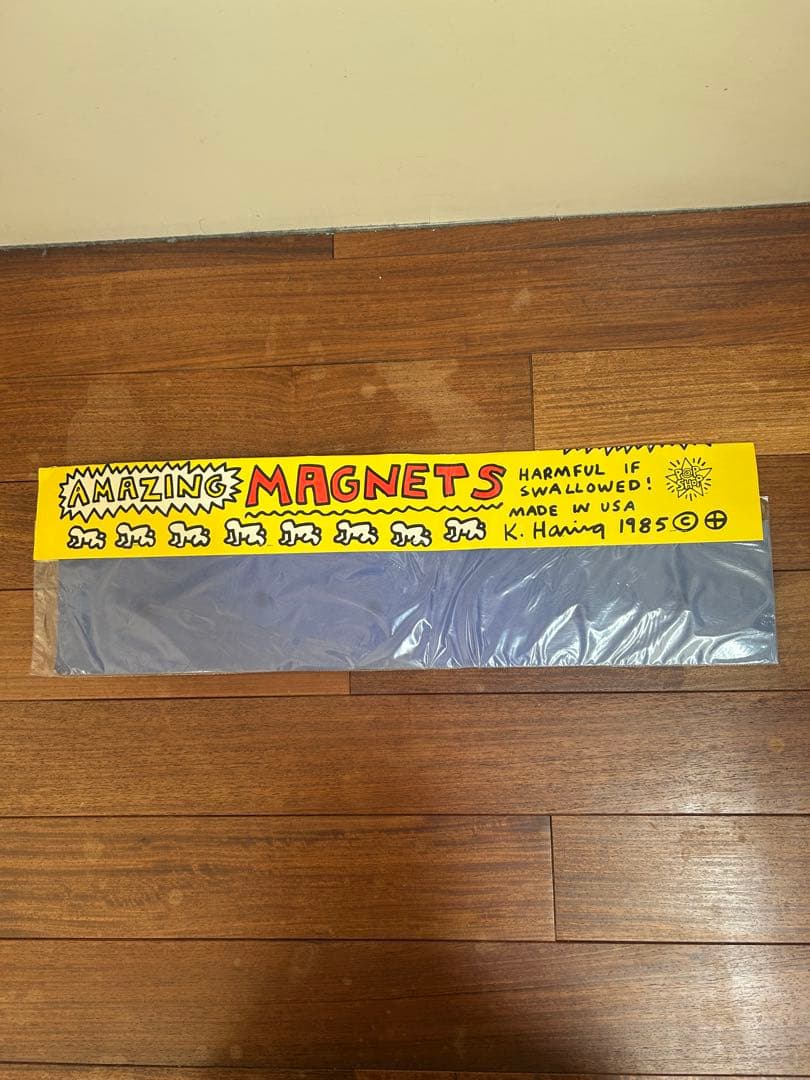 AMAZING MAGNETS
HARMFUL IF
SWALLOWED!
MADE IN USA
K. Haring 1985 ©
POP
SHOP